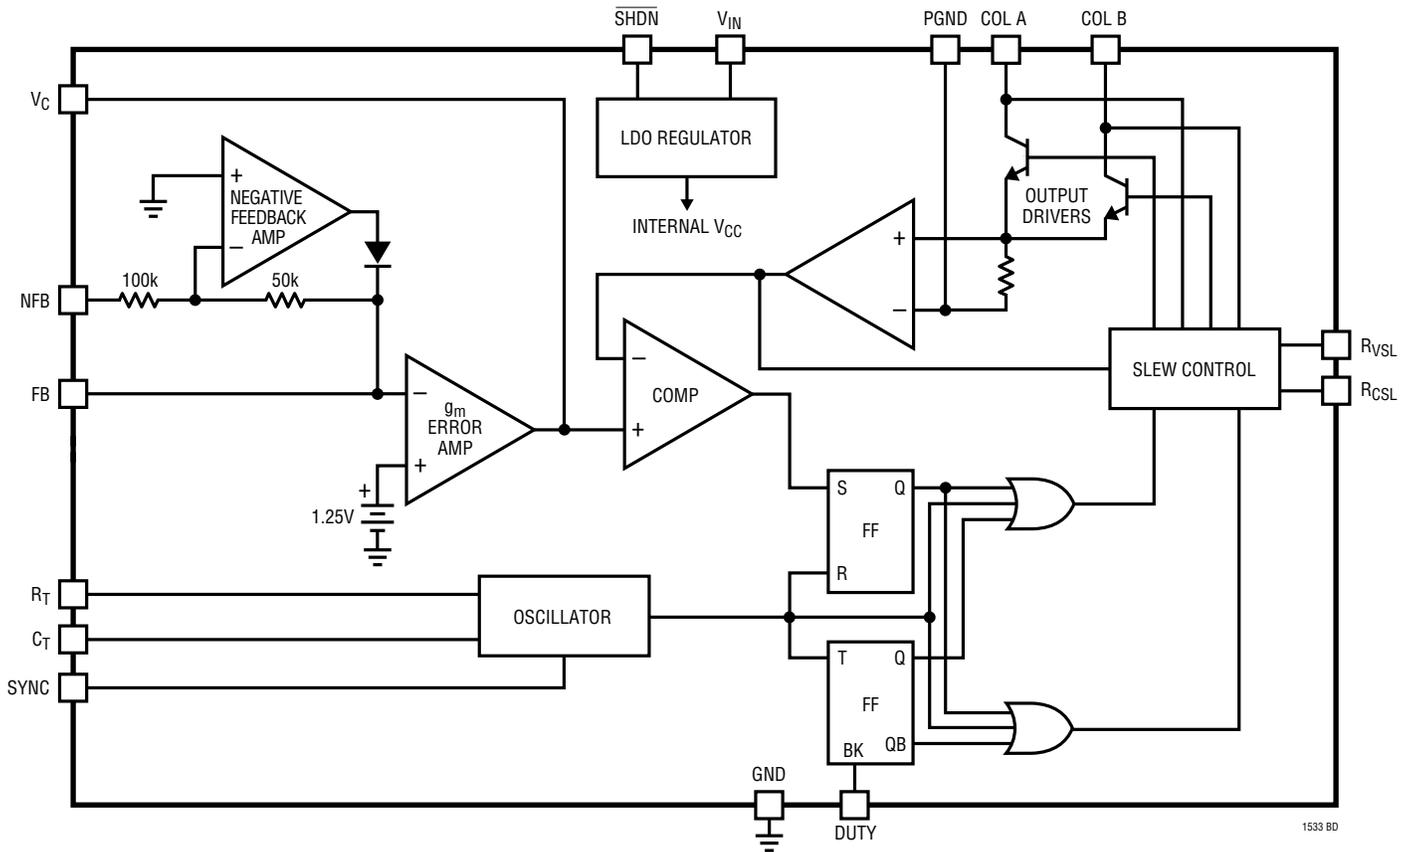 SHDN VIN PGND COL A COL B
VC
LDO REGULATOR
INTERNAL VCC
+
NEGATIVE
FEEDBACK
AMP
–
OUTPUT
DRIVERS
+
–
100k 50k
NFB
FB
–
gm
ERROR
AMP
+
+
1.25V
–
COMP
+
SLEW CONTROL
RVSL
RCSL
S Q
FF
R
RT
CT
SYNC
OSCILLATOR
T Q
FF
BK QB
GND
DUTY
1533 BD